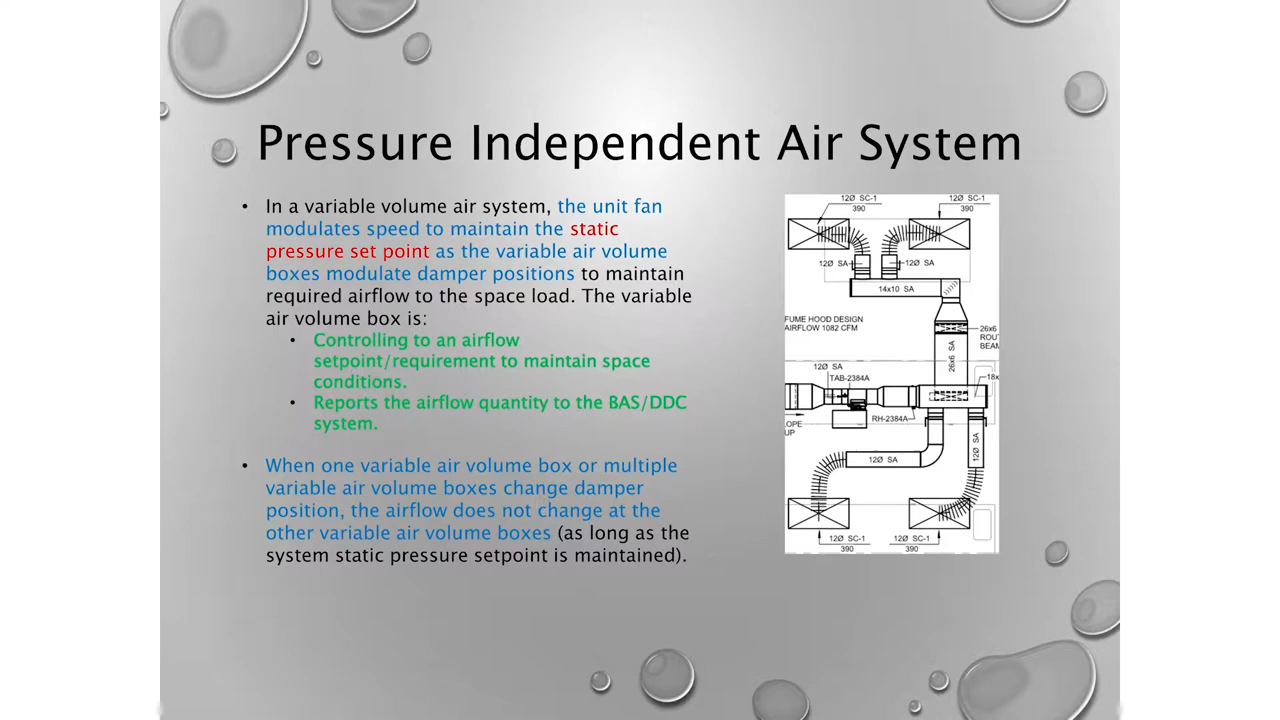 Pressure Independent Air System
• In a variable volume air system, the unit fan
modulates speed to maintain the static
pressure set point as the variable air volume
boxes modulate damper positions to maintain
required airflow to the space load. The variable
air volume box is:
• Controlling to an airflow
setpoint/requirement to maintain space
conditions.
• Reports the airflow quantity to the BAS/DDC
system.
• When one variable air volume box or multiple
variable air volume boxes change damper
position, the airflow does not change at the
other variable air volume boxes (as long as the
system static pressure setpoint is maintained).
12Ø SC-1
390
12Ø SC-1
390
12Ø SA
12Ø SA
14x10 SA
FUME HOOD DESIGN
AIRFLOW 1082 CFM
26x6
ROU
BEAM
26x6 SA
12Ø SA
TAB-2384A
18x
RH-2384A
LOPE
UP
12Ø SA
12Ø SA
12Ø SC-1
390
12Ø SC-1
390